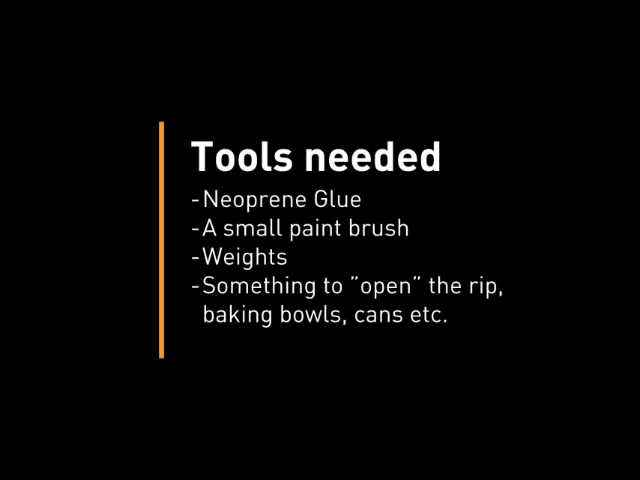 Tools needed
-Neoprene Glue
-A small paint brush
-Weights
-Something to ”open” the rip,
baking bowls, cans etc.